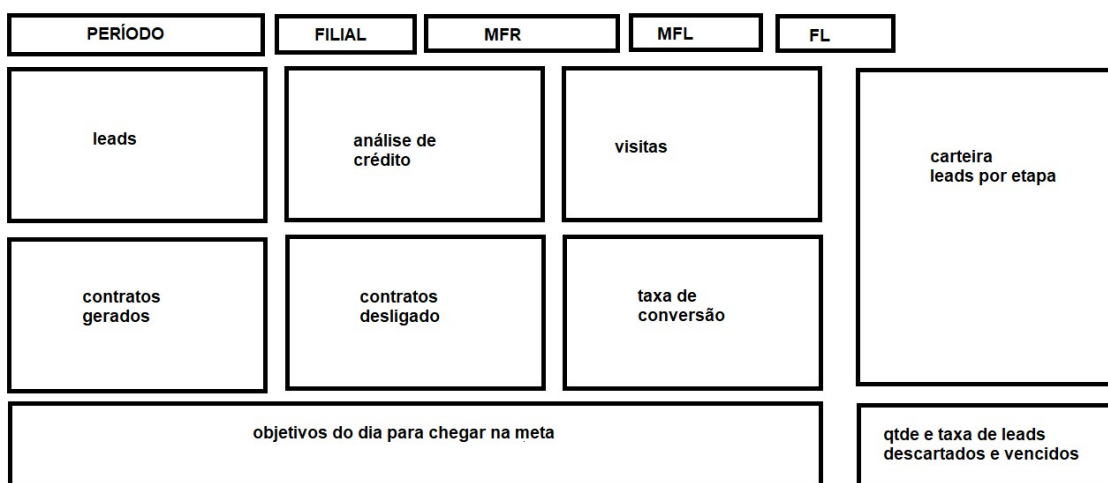 PERÍODO
FILIAL
MFR
MFL
FL
leads
análise de
crédito
visitas
carteira
leads por etapa
contratos
gerados
contratos
desligado
taxa de
conversão
objetivos do dia para chegar na meta
qtde e taxa de leads
descartados e vencidos